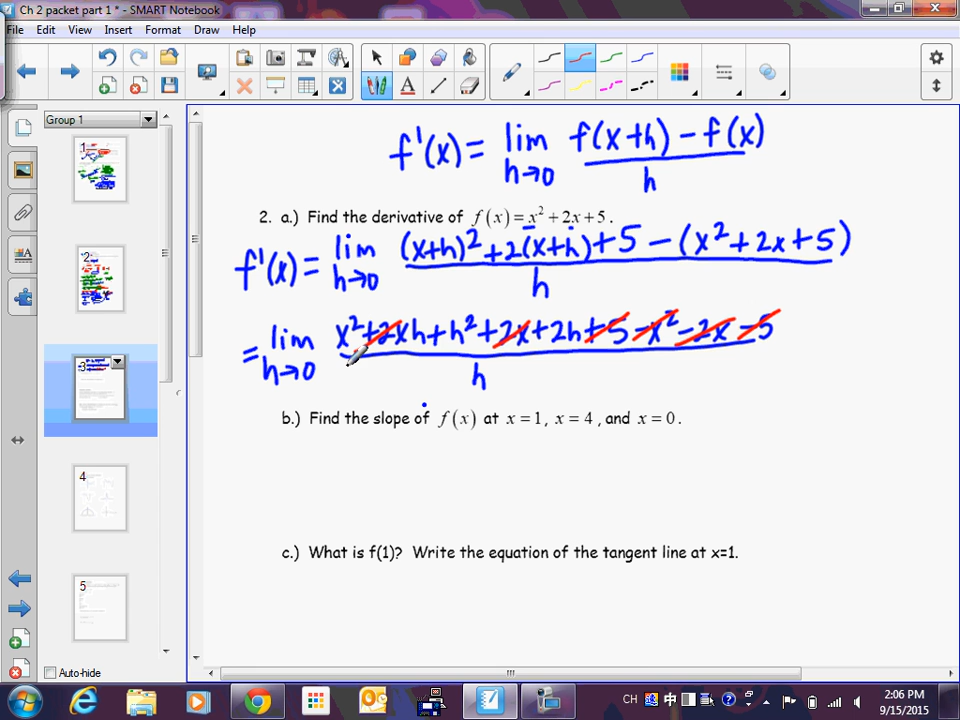 Ch 2 packet part 1 * - SMART Notebook
File Edit View Insert Format Draw Help
Group 1
1
2
3
4
5
Auto-hide
f'(x) = lim h→0 f(x+h) - f(x)
h
2. a.) Find the derivative of f(x) = x² + 2x + 5.
f'(x) = lim h→0 (x+h)² + 2(x+h) + 5 - (x² + 2x + 5)
h
= lim h→0 x² + 2xh + h² + 2x + 2h + 5 - x² - 2x - 5
h
b.) Find the slope of f(x) at x = 1, x = 4, and x = 0.
c.) What is f(1)? Write the equation of the tangent line at x=1.
CH 中 2:06 PM
9/15/2015